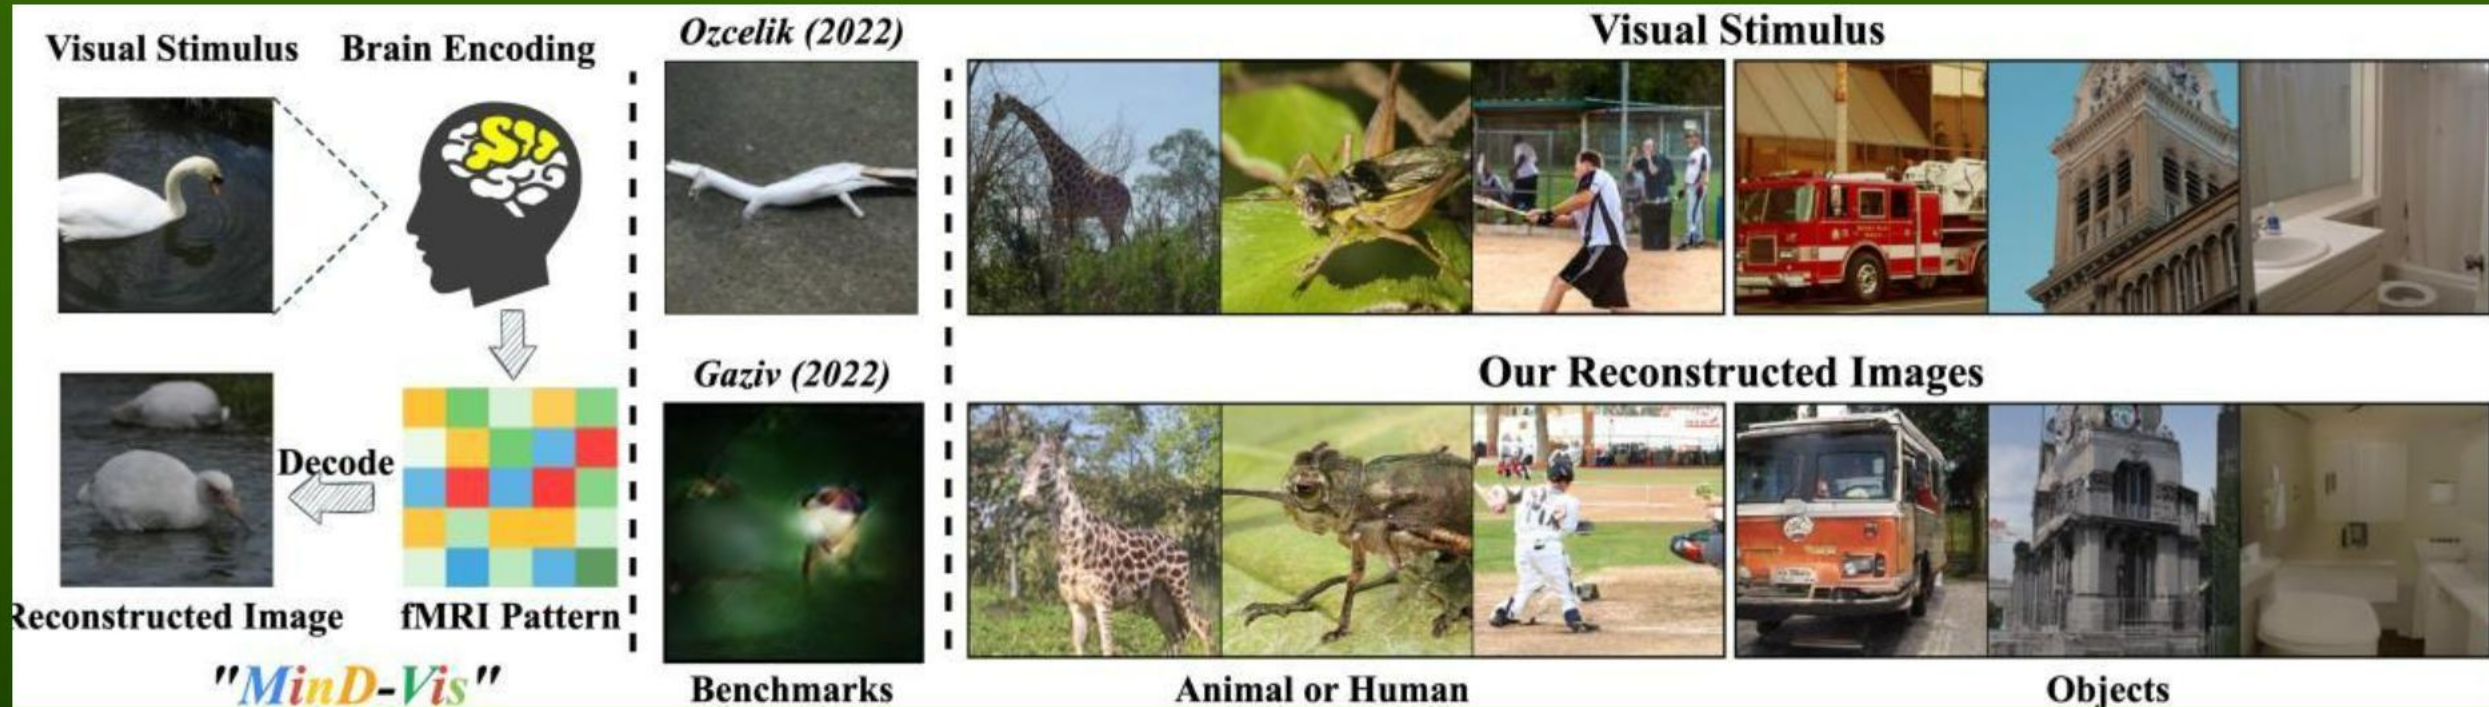 Visual Stimulus
Brain Encoding
Decode
Reconstructed Image
fMRI Pattern
"MinD-Vis"
Ozcelik (2022)
Gaziv (2022)
Benchmarks
Visual Stimulus
Our Reconstructed Images
Animal or Human
Objects